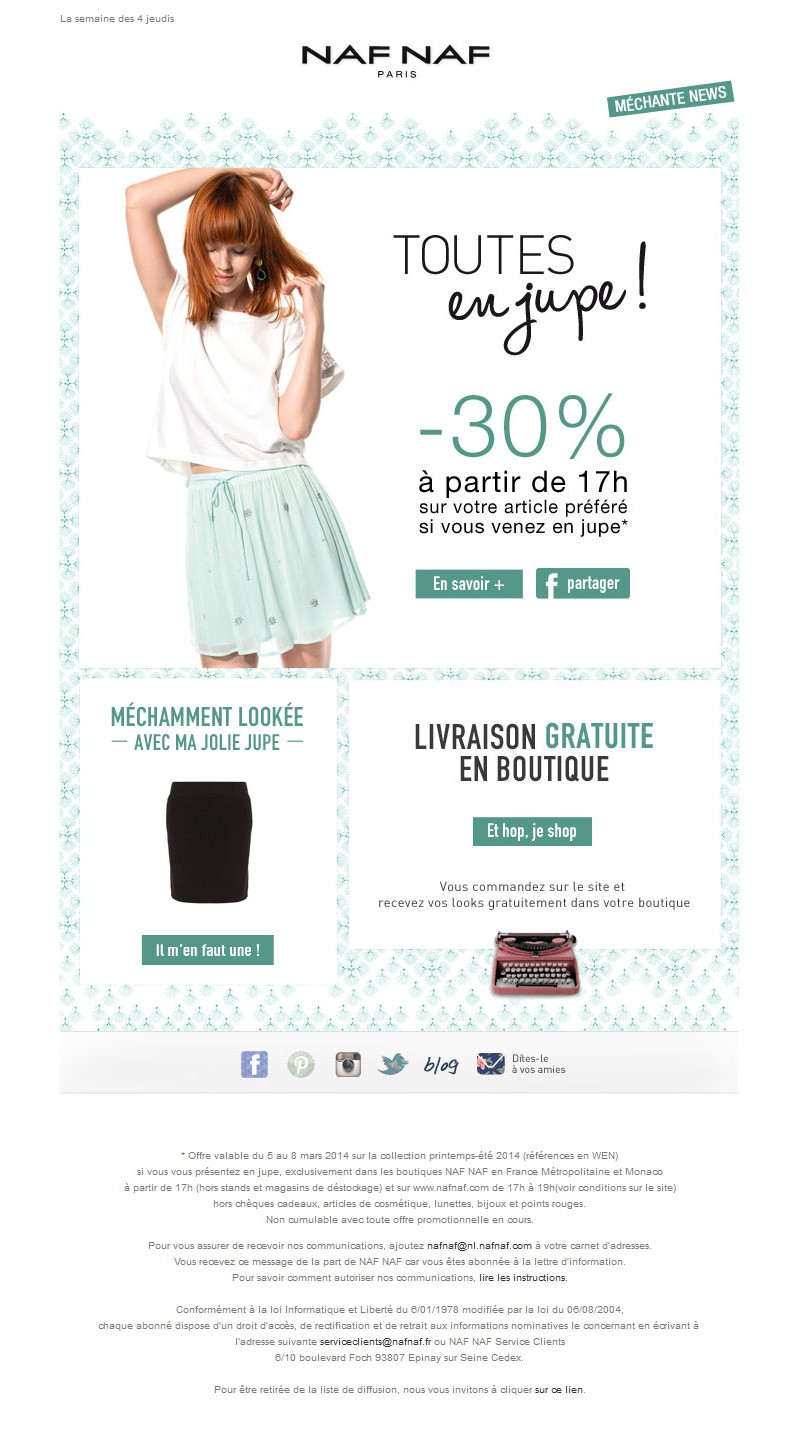 La semaine des 4 jeudis
NAF NAF
PARIS
MÉCHANTE NEWS
TOUTES
en jupe !
-30%
à partir de 17h
sur votre article préféré
si vous venez en jupe*
En savoir +
f partager
MÉCHAMMENT LOOKÉE
— AVEC MA JOLIE JUPE —
Il m'en faut une !
LIVRAISON GRATUITE
EN BOUTIQUE
Et hop, je shop
Vous commandez sur le site et
recevez vos looks gratuitement dans votre boutique
f
blog
Dites-le
à vos amies
* Offre valable du 5 au 8 mars 2014 sur la collection printemps-été 2014 (références en WEN)
si vous vous présentez en jupe, exclusivement dans les boutiques NAF NAF en France Métropolitaine et Monaco
à partir de 17h (hors stands et magasins de déstockage) et sur www.nafnaf.com de 17h à 19h(voir conditions sur le site)
hors chèques cadeaux, articles de cosmétique, lunettes, bijoux et points rouges.
Non cumulable avec toute offre promotionnelle en cours.
Pour vous assurer de recevoir nos communications, ajoutez nafnaf@nl.nafnaf.com à votre carnet d'adresses.
Vous recevez ce message de la part de NAF NAF car vous êtes abonnée à la lettre d'information.
Pour savoir comment autoriser nos communications, lire les instructions.
Conformément à la loi Informatique et Liberté du 6/01/1978 modifiée par la loi du 06/08/2004,
chaque abonné dispose d'un droit d'accès, de rectification et de retrait aux informations nominatives le concernant en écrivant à
l'adresse suivante serviceclients@nafnaf.fr ou NAF NAF Service Clients
6/10 boulevard Foch 93807 Epinay sur Seine Cedex.
Pour être retirée de la liste de diffusion, nous vous invitons à cliquer sur ce lien.